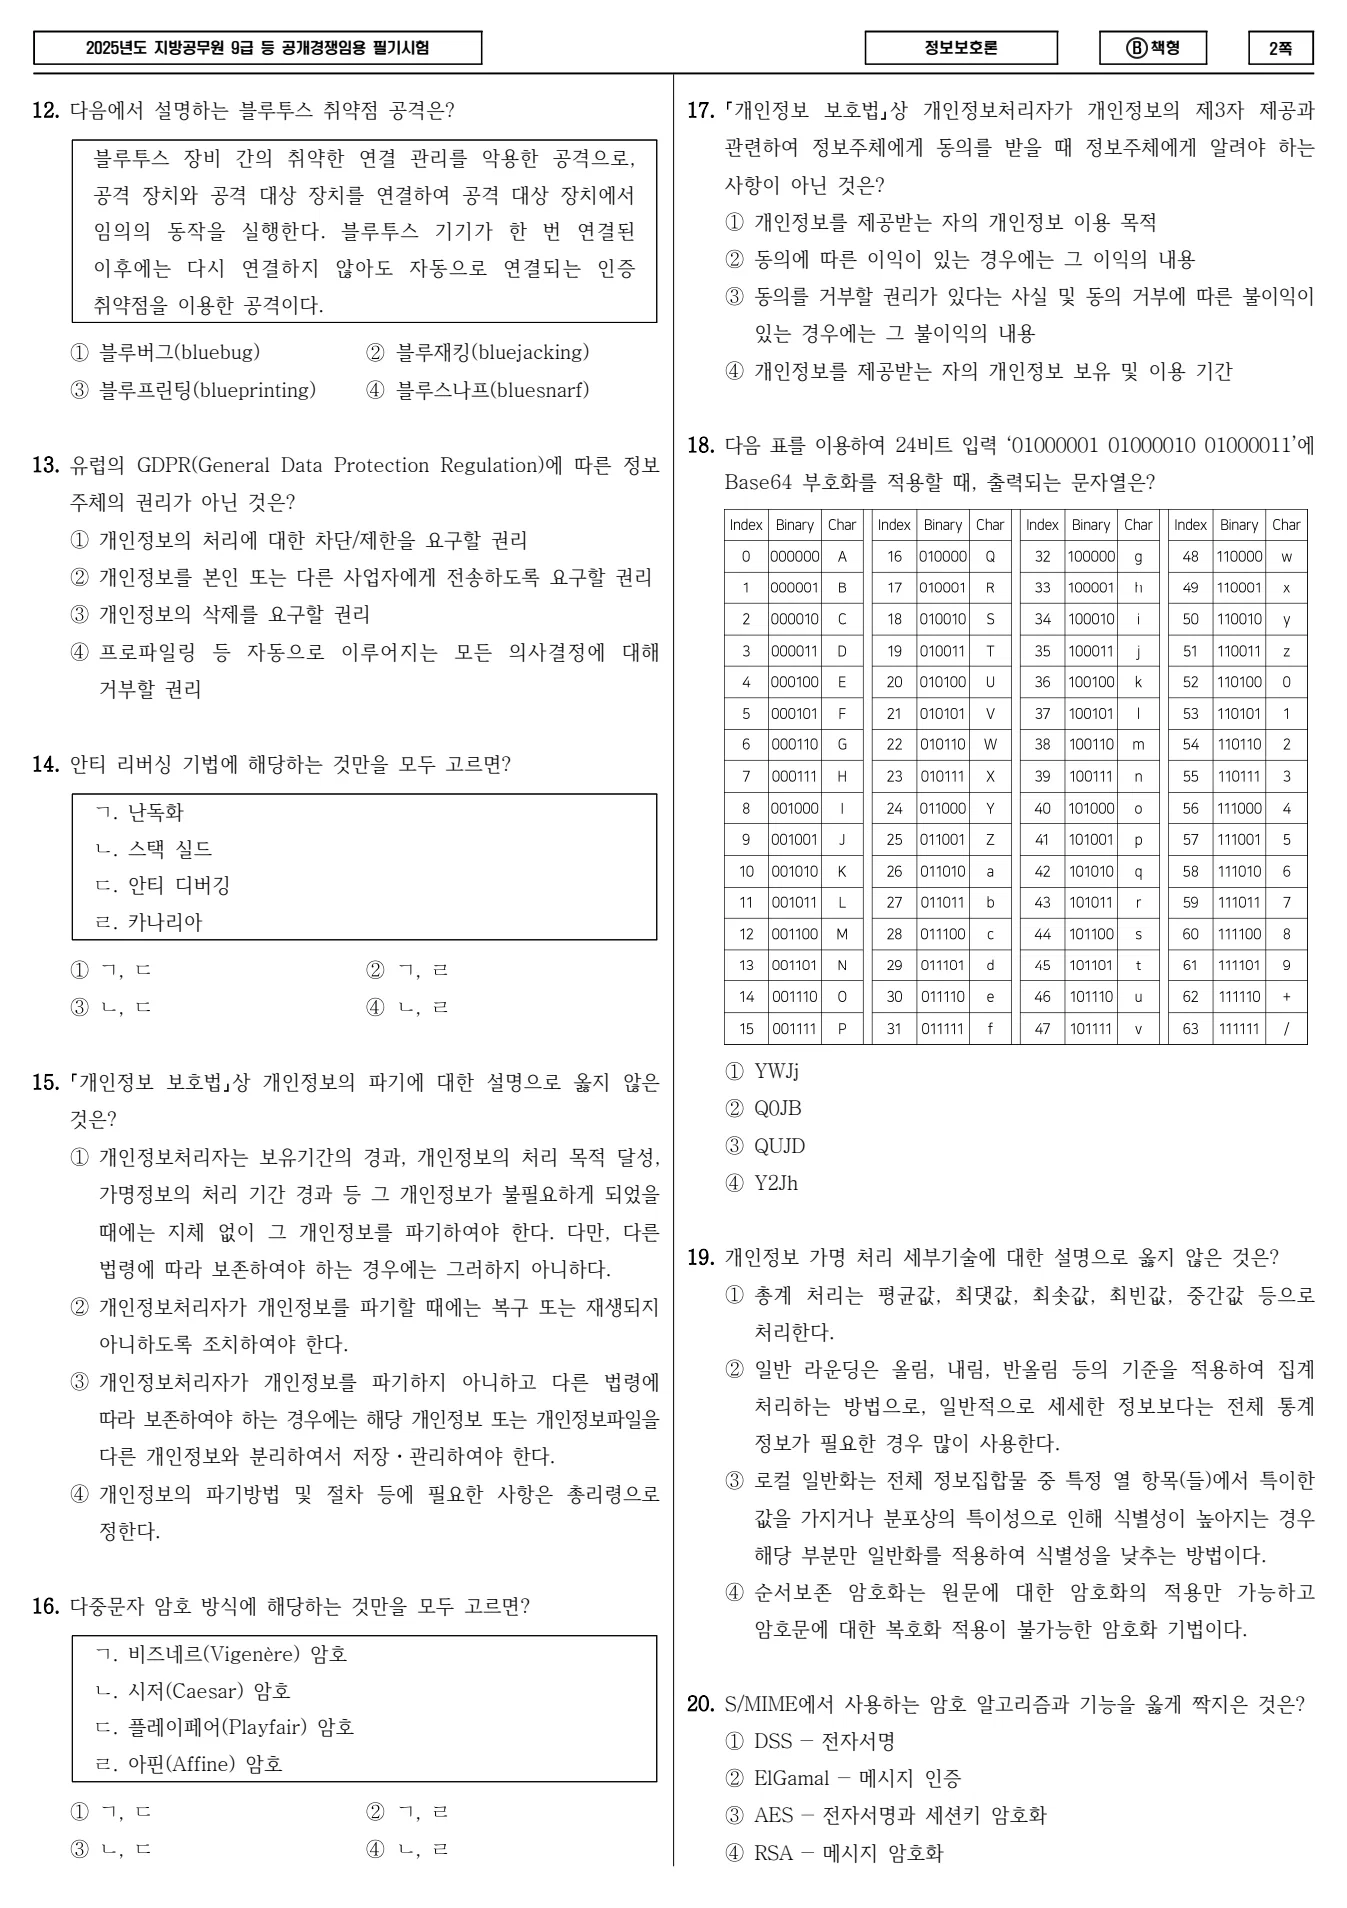 2025년도 지방공무원 9급 등 공개경쟁임용 필기시험
정보보호론
Ⓑ책형
2쪽
12. 다음에서 설명하는 블루투스 취약점 공격은?
블루투스 장비 간의 취약한 연결 관리를 악용한 공격으로,
공격 장치와 공격 대상 장치를 연결하여 공격 대상 장치에서
임의의 동작을 실행한다. 블루투스 기기가 한 번 연결된
이후에는 다시 연결하지 않아도 자동으로 연결되는 인증
취약점을 이용한 공격이다.
① 블루버그(bluebug) ② 블루재킹(bluejacking)
③ 블루프린팅(blueprinting) ④ 블루스나프(bluesnarf)
13. 유럽의 GDPR(General Data Protection Regulation)에 따른 정보
주체의 권리가 아닌 것은?
① 개인정보의 처리에 대한 차단/제한을 요구할 권리
② 개인정보를 본인 또는 다른 사업자에게 전송하도록 요구할 권리
③ 개인정보의 삭제를 요구할 권리
④ 프로파일링 등 자동으로 이루어지는 모든 의사결정에 대해
거부할 권리
14. 안티 리버싱 기법에 해당하는 것만을 모두 고르면?
ㄱ. 난독화
ㄴ. 스택 실드
ㄷ. 안티 디버깅
ㄹ. 카나리아
① ㄱ, ㄷ ② ㄱ, ㄹ
③ ㄴ, ㄷ ④ ㄴ, ㄹ
15. 「개인정보 보호법」상 개인정보의 파기에 대한 설명으로 옳지 않은
것은?
① 개인정보처리자는 보유기간의 경과, 개인정보의 처리 목적 달성,
가명정보의 처리 기간 경과 등 그 개인정보가 불필요하게 되었을
때에는 지체 없이 그 개인정보를 파기하여야 한다. 다만, 다른
법령에 따라 보존하여야 하는 경우에는 그러하지 아니하다.
② 개인정보처리자가 개인정보를 파기할 때에는 복구 또는 재생되지
아니하도록 조치하여야 한다.
③ 개인정보처리자가 개인정보를 파기하지 아니하고 다른 법령에
따라 보존하여야 하는 경우에는 해당 개인정보 또는 개인정보파일을
다른 개인정보와 분리하여서 저장·관리하여야 한다.
④ 개인정보의 파기방법 및 절차 등에 필요한 사항은 총리령으로
정한다.
16. 다중문자 암호 방식에 해당하는 것만을 모두 고르면?
ㄱ. 비즈네르(Vigenère) 암호
ㄴ. 시저(Caesar) 암호
ㄷ. 플레이페어(Playfair) 암호
ㄹ. 아핀(Affine) 암호
① ㄱ, ㄷ ② ㄱ, ㄹ
③ ㄴ, ㄷ ④ ㄴ, ㄹ
17. 「개인정보 보호법」상 개인정보처리자가 개인정보의 제3자 제공과
관련하여 정보주체에게 동의를 받을 때 정보주체에게 알려야 하는
사항이 아닌 것은?
① 개인정보를 제공받는 자의 개인정보 이용 목적
② 동의에 따른 이익이 있는 경우에는 그 이익의 내용
③ 동의를 거부할 권리가 있다는 사실 및 동의 거부에 따른 불이익이
있는 경우에는 그 불이익의 내용
④ 개인정보를 제공받는 자의 개인정보 보유 및 이용 기간
18. 다음 표를 이용하여 24비트 입력 ‘01000001 01000010 01000011’에
Base64 부호화를 적용할 때, 출력되는 문자열은?
Index Binary Char Index Binary Char Index Binary Char Index Binary Char
0 000000 A 16 010000 Q 32 100000 g 48 110000 w
1 000001 B 17 010001 R 33 100001 h 49 110001 x
2 000010 C 18 010010 S 34 100010 i 50 110010 y
3 000011 D 19 010011 T 35 100011 j 51 110011 z
4 000100 E 20 010100 U 36 100100 k 52 110100 0
5 000101 F 21 010101 V 37 100101 l 53 110101 1
6 000110 G 22 010110 W 38 100110 m 54 110110 2
7 000111 H 23 010111 X 39 100111 n 55 110111 3
8 001000 I 24 011000 Y 40 101000 o 56 111000 4
9 001001 J 25 011001 Z 41 101001 p 57 111001 5
10 001010 K 26 011010 a 42 101010 q 58 111010 6
11 001011 L 27 011011 b 43 101011 r 59 111011 7
12 001100 M 28 011100 c 44 101100 s 60 111100 8
13 001101 N 29 011101 d 45 101101 t 61 111101 9
14 001110 O 30 011110 e 46 101110 u 62 111110 +
15 001111 P 31 011111 f 47 101111 v 63 111111 /
① YWJj
② Q0JB
③ QUJD
④ Y2Jh
19. 개인정보 가명 처리 세부기술에 대한 설명으로 옳지 않은 것은?
① 총계 처리는 평균값, 최댓값, 최솟값, 최빈값, 중간값 등으로
처리한다.
② 일반 라운딩은 올림, 내림, 반올림 등의 기준을 적용하여 집계
처리하는 방법으로, 일반적으로 세세한 정보보다는 전체 통계
정보가 필요한 경우 많이 사용한다.
③ 로컬 일반화는 전체 정보집합물 중 특정 열 항목(들)에서 특이한
값을 가지거나 분포상의 특이성으로 인해 식별성이 높아지는 경우
해당 부분만 일반화를 적용하여 식별성을 낮추는 방법이다.
④ 순서보존 암호화는 원문에 대한 암호화의 적용만 가능하고
암호문에 대한 복호화 적용이 불가능한 암호화 기법이다.
20. S/MIME에서 사용하는 암호 알고리즘과 기능을 옳게 짝지은 것은?
① DSS － 전자서명
② ElGamal － 메시지 인증
③ AES － 전자서명과 세션키 암호화
④ RSA － 메시지 암호화